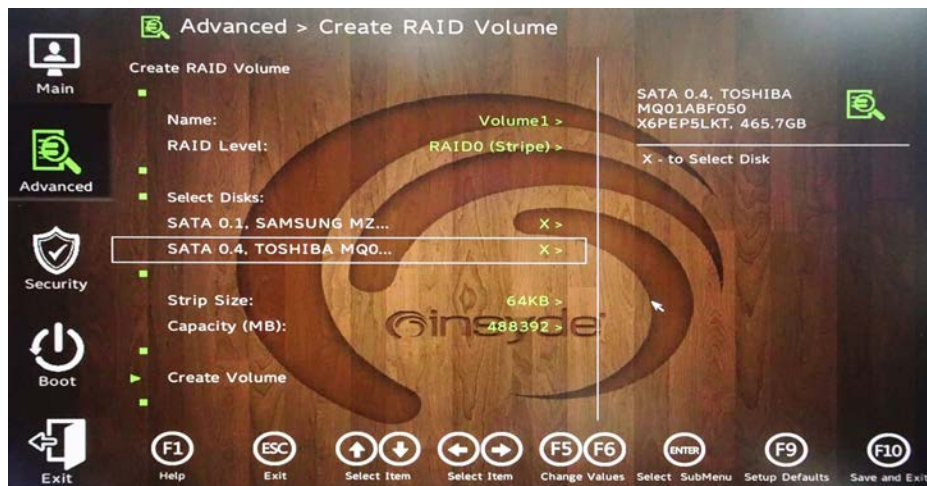 Advanced > Create RAID Volume
Main
Advanced
Security
Boot
Exit
Create RAID Volume
Name: Volume1 >
RAID Level: RAID0 (Stripe) >
Select Disks:
SATA 0.1, SAMSUNG MZ... X >
SATA 0.4, TOSHIBA MQ0... X >
Strip Size: 64KB >
Capacity (MB): 488392 >
Create Volume
insyde
SATA 0.4, TOSHIBA
MQ01ABF050
X6PEP5LKT, 465.7GB
X - to Select Disk
F1 Help
ESC Exit
Select Item
Select Item
F5 F6 Change Values
ENTER Select SubMenu
F9 Setup Defaults
F10 Save and Exit